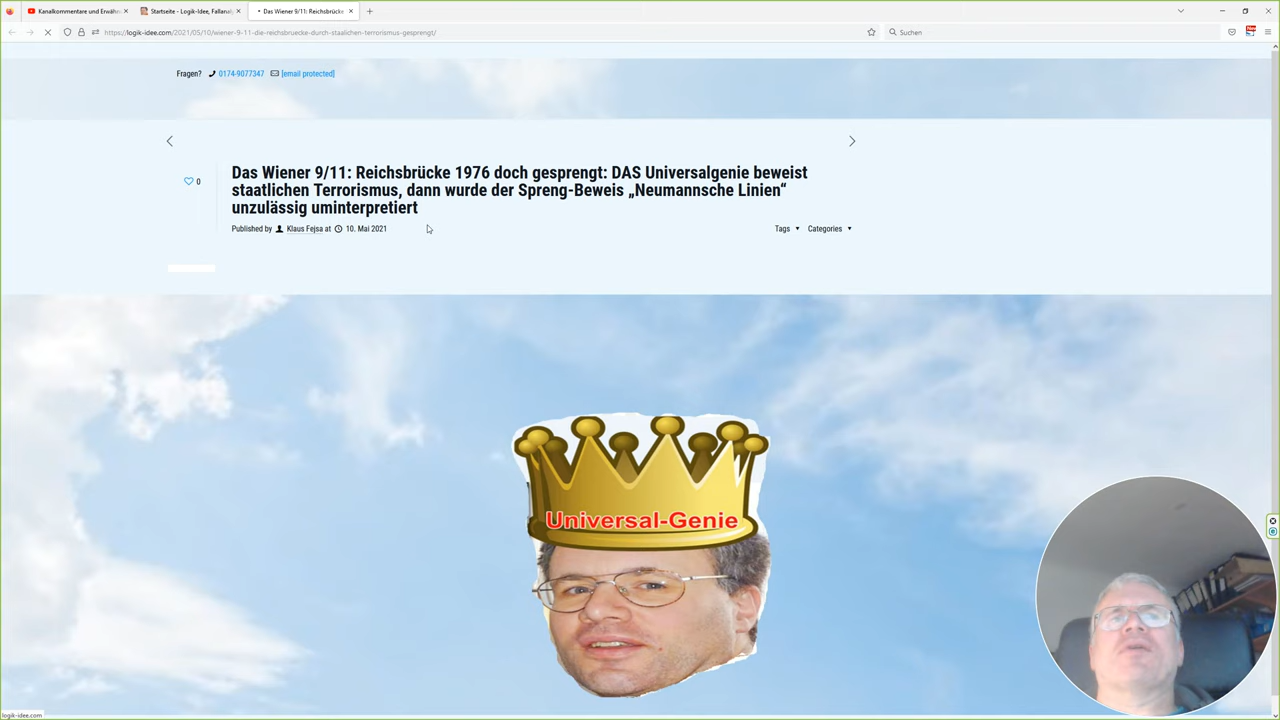 Kanalkommentare und Erwähn
Startseite - Logik-Idee, Fallanaly
Das Wiener 9/11: Reichsbrücke
https://logik-idee.com/2021/05/10/wiener-9-11-die-reichsbruecke-durch-staalichen-terrorismus-gesprengt/
Suchen
Fragen? 0174-9077347 [email protected]
Das Wiener 9/11: Reichsbrücke 1976 doch gesprengt: DAS Universalgenie beweist
staatlichen Terrorismus, dann wurde der Spreng-Beweis „Neumannsche Linien“
unzulässig uminterpretiert
0
Published by Klaus Fejsa at 10. Mai 2021
Tags Categories
Universal-Genie
logik-idee.com